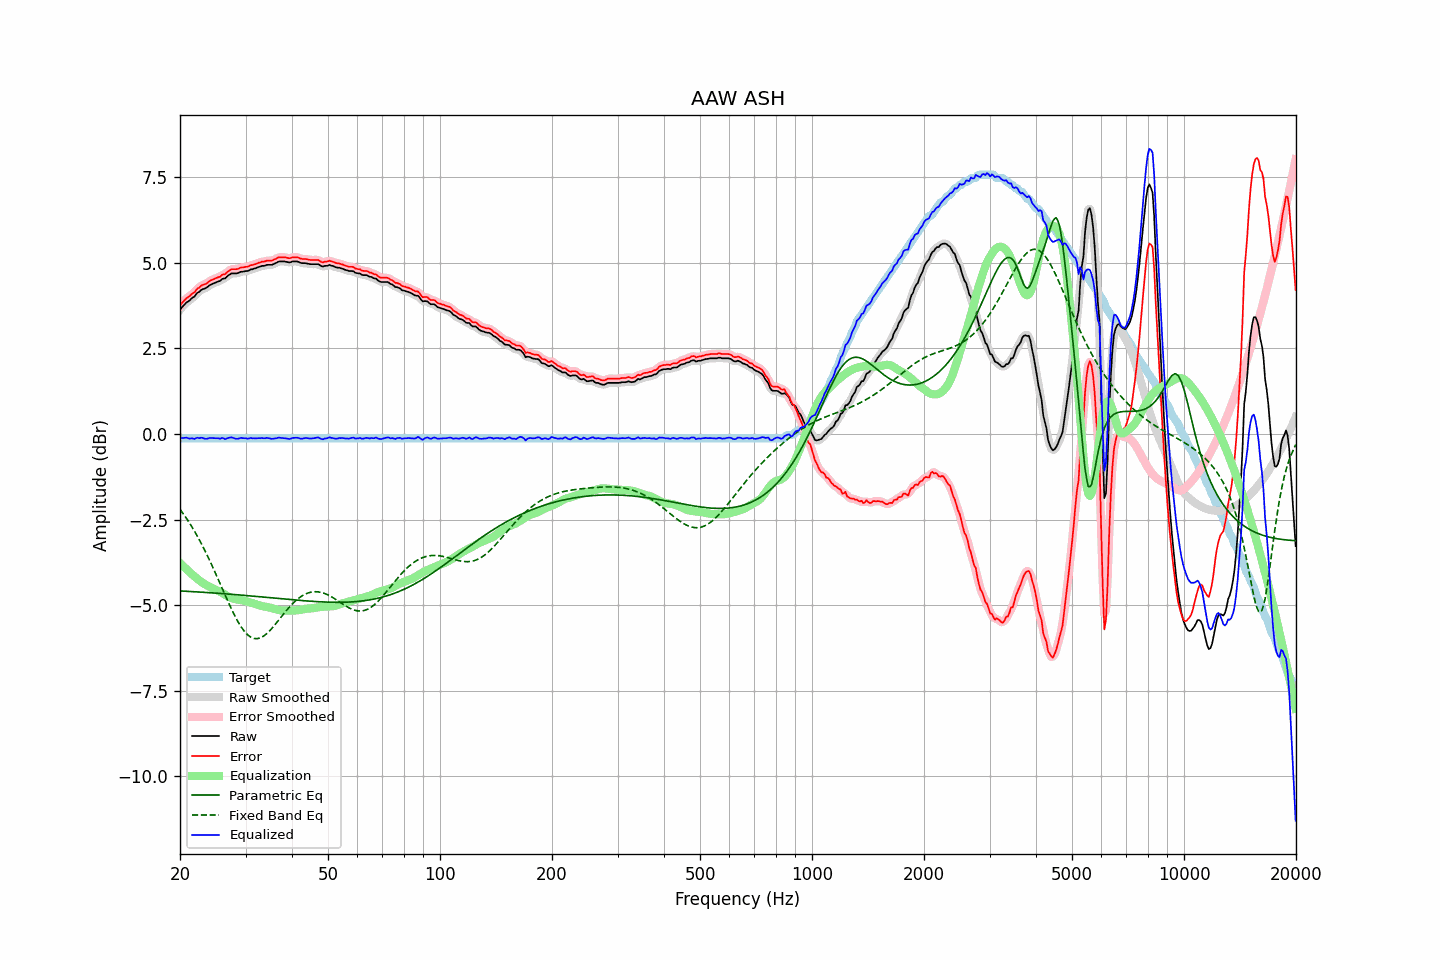 AAW ASH
Amplitude (dBr)
7.5
5.0
2.5
0.0
−2.5
−5.0
−7.5
−10.0
Target
Raw Smoothed
Error Smoothed
Raw
Error
Equalization
Parametric Eq
Fixed Band Eq
Equalized
20 50 100 200 500 1000 2000 5000 10000 20000
Frequency (Hz)